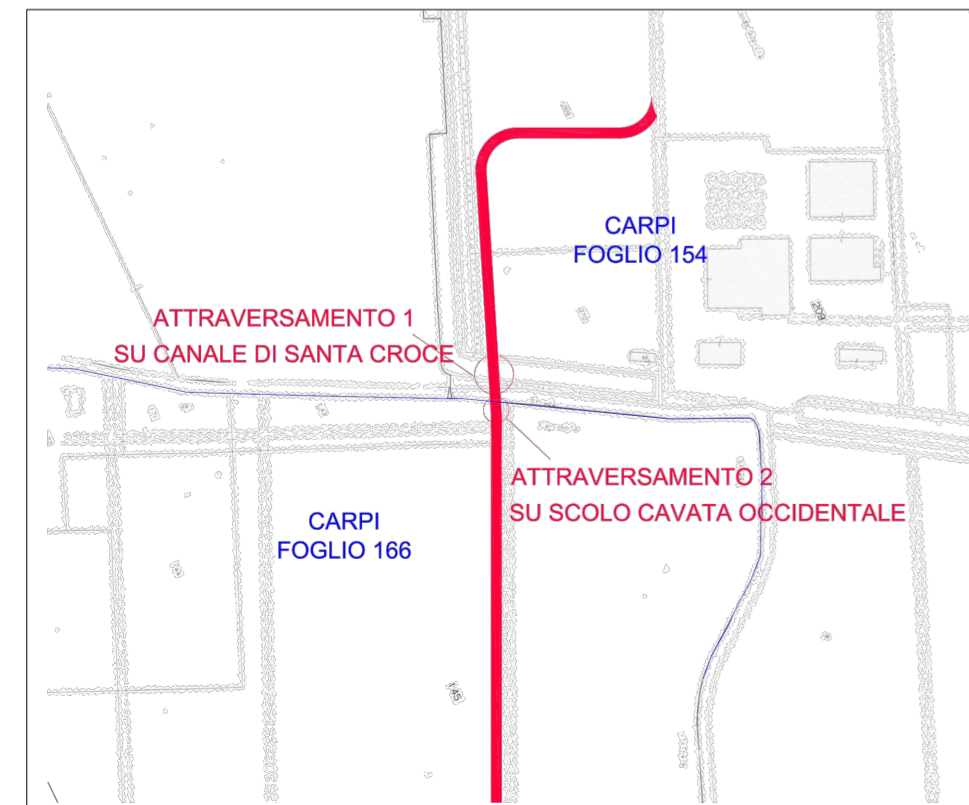 CARPI
FOGLIO 154
209
ATTRAVERSAMENTO 1
SU CANALE DI SANTA CROCE
ATTRAVERSAMENTO 2
SU SCOLO CAVATA OCCIDENTALE
CARPI
FOGLIO 166
145